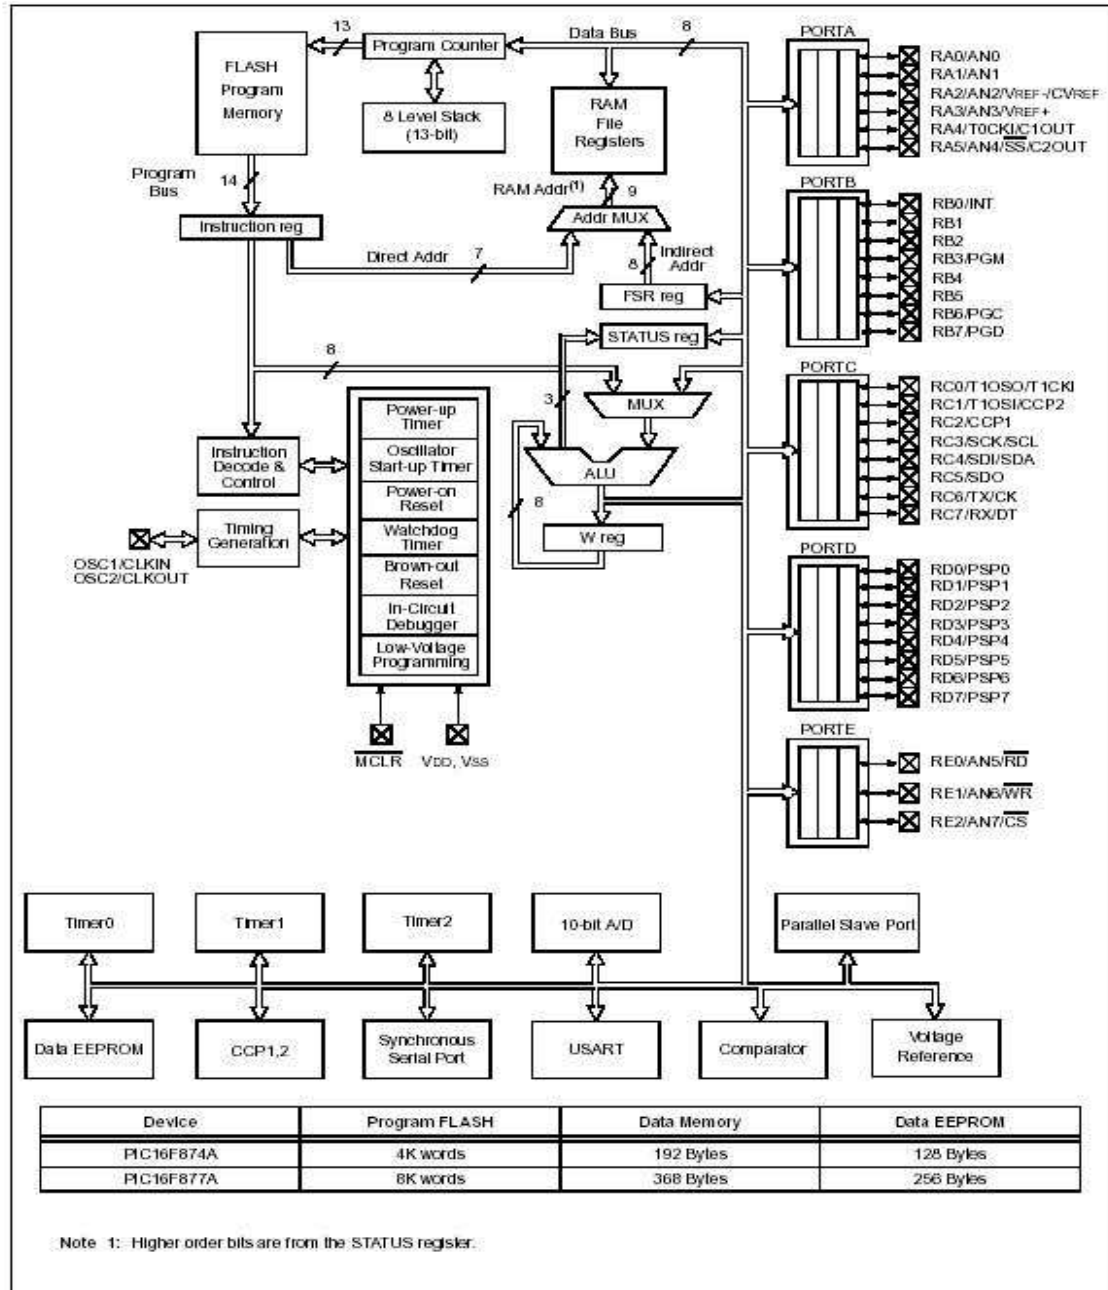 13
Data Bus
8
PORTA
Program Counter
FLASH
Program
Memory
8 Level Stack
(13-bit)
RAM
File
Registers
RA0/AN0
RA1/AN1
RA2/AN2/VREF-/CVREF
RA3/AN3/VREF+
RA4/T0CKI/C1OUT
RA5/AN4/SS/C2OUT
Program
Bus
14
RAM Addr(1)
9
PORTB
Instruction reg
Addr MUX
RB0/INT
RB1
RB2
RB3/PGM
RB4
RB5
RB6/PGC
RB7/PGD
Direct Addr
7
8
Indirect
Addr
FSR reg
STATUS reg
8
3
MUX
PORTC
RC0/T1OSO/T1CKI
RC1/T1OSI/CCP2
RC2/CCP1
RC3/SCK/SCL
RC4/SDI/SDA
RC5/SDO
RC6/TX/CK
RC7/RX/DT
Power-up
Timer
Oscillator
Start-up Timer
Power-on
Reset
Watchdog
Timer
Brown-out
Reset
In-Circuit
Debugger
Low-Voltage
Programming
Instruction
Decode &
Control
Timing
Generation
OSC1/CLKIN
OSC2/CLKOUT
ALU
8
W reg
PORTD
RD0/PSP0
RD1/PSP1
RD2/PSP2
RD3/PSP3
RD4/PSP4
RD5/PSP5
RD6/PSP6
RD7/PSP7
MCLR
VDD, VSS
PORTE
RE0/AN5/RD
RE1/AN6/WR
RE2/AN7/CS
Timer0
Timer1
Timer2
10-bit A/D
Parallel Slave Port
Data EEPROM
CCP1,2
Synchronous
Serial Port
USART
Comparator
Voltage
Reference
Device Program FLASH Data Memory Data EEPROM
PIC16F874A 4K words 192 Bytes 128 Bytes
PIC16F877A 8K words 368 Bytes 256 Bytes
Note 1: Higher order bits are from the STATUS register.